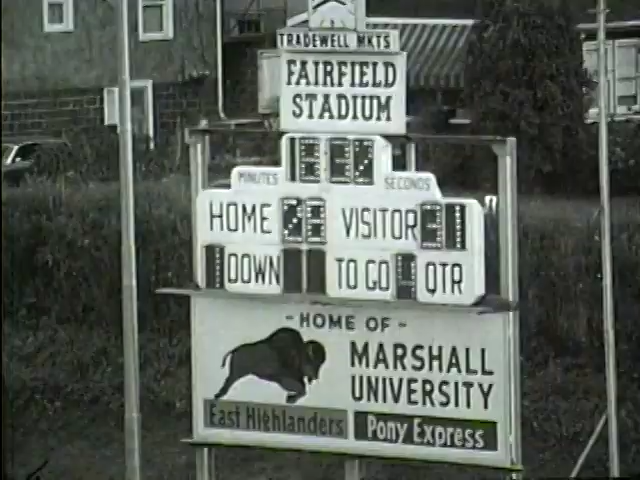 TRADEWELL MKTS
FAIRFIELD
STADIUM
MINUTES SECONDS
HOME VISITOR
DOWN TO GO QTR
- HOME OF -
MARSHALL
UNIVERSITY
East Highlanders Pony Express